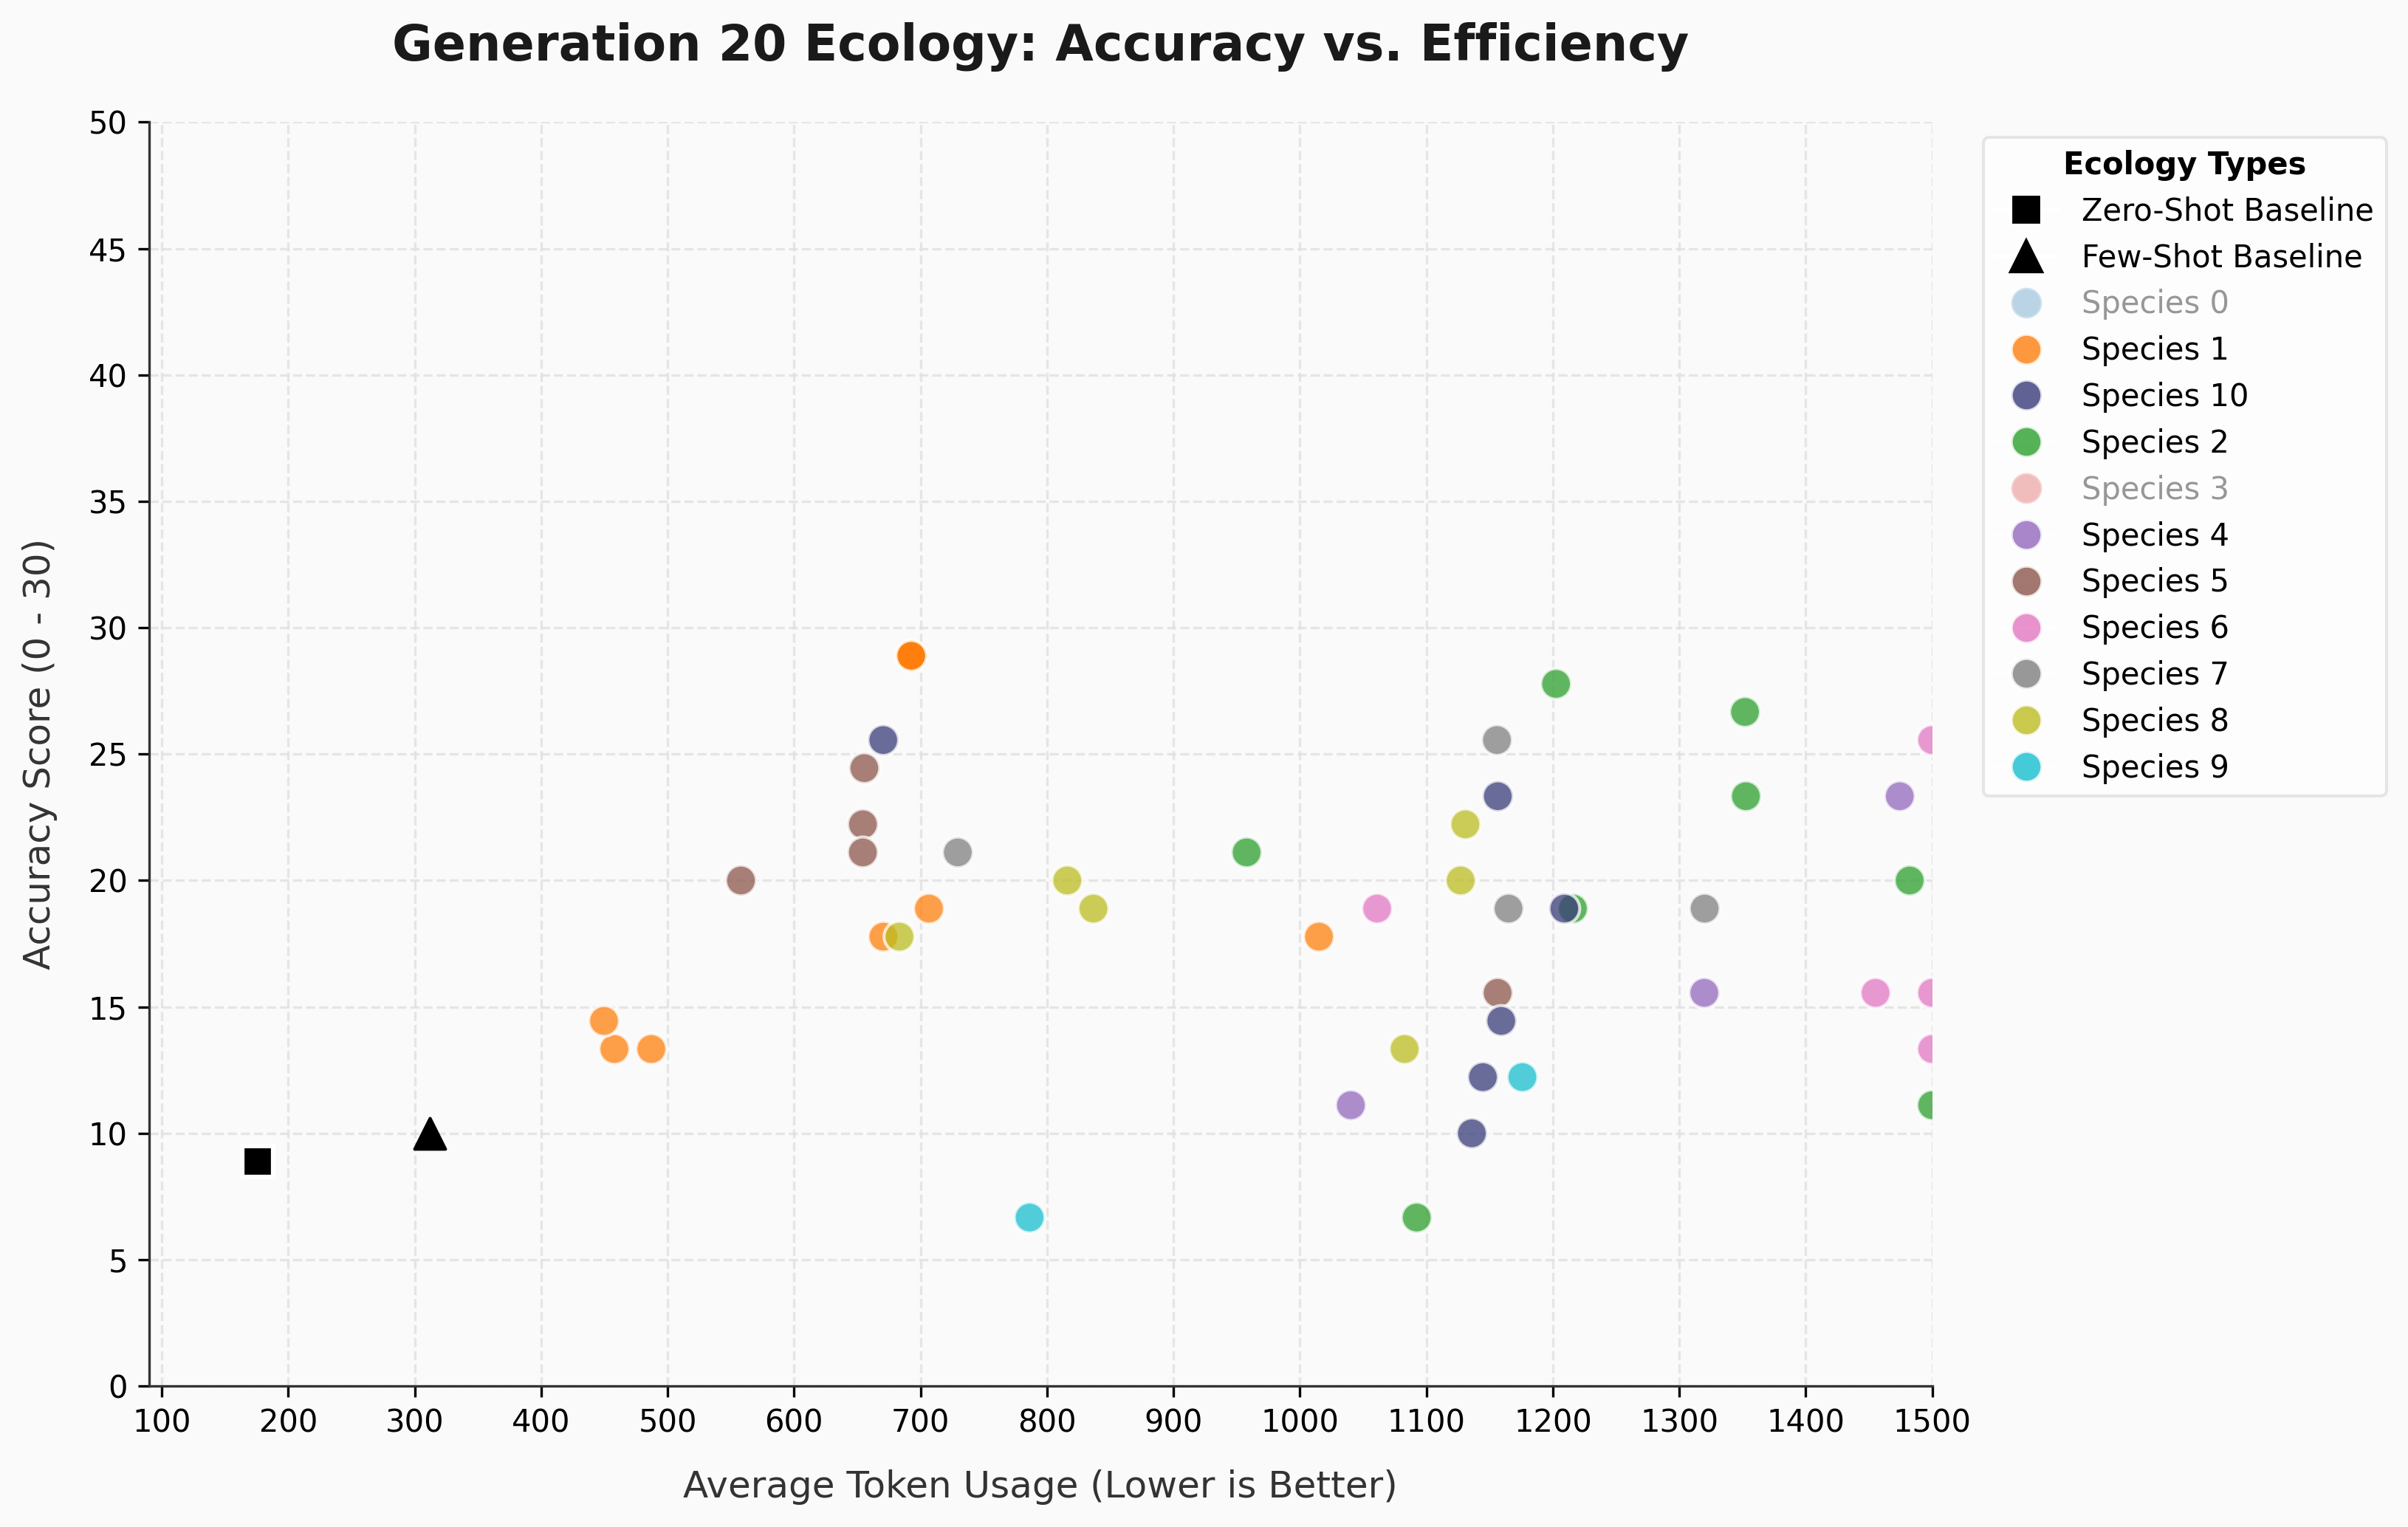 Generation 20 Ecology: Accuracy vs. Efficiency
50
45
40
35
30
25
20
15
10
5
0
Accuracy Score (0 - 30)
100 200 300 400 500 600 700 800 900 1000 1100 1200 1300 1400 1500
Average Token Usage (Lower is Better)
Ecology Types
Zero-Shot Baseline
Few-Shot Baseline
Species 0
Species 1
Species 10
Species 2
Species 3
Species 4
Species 5
Species 6
Species 7
Species 8
Species 9